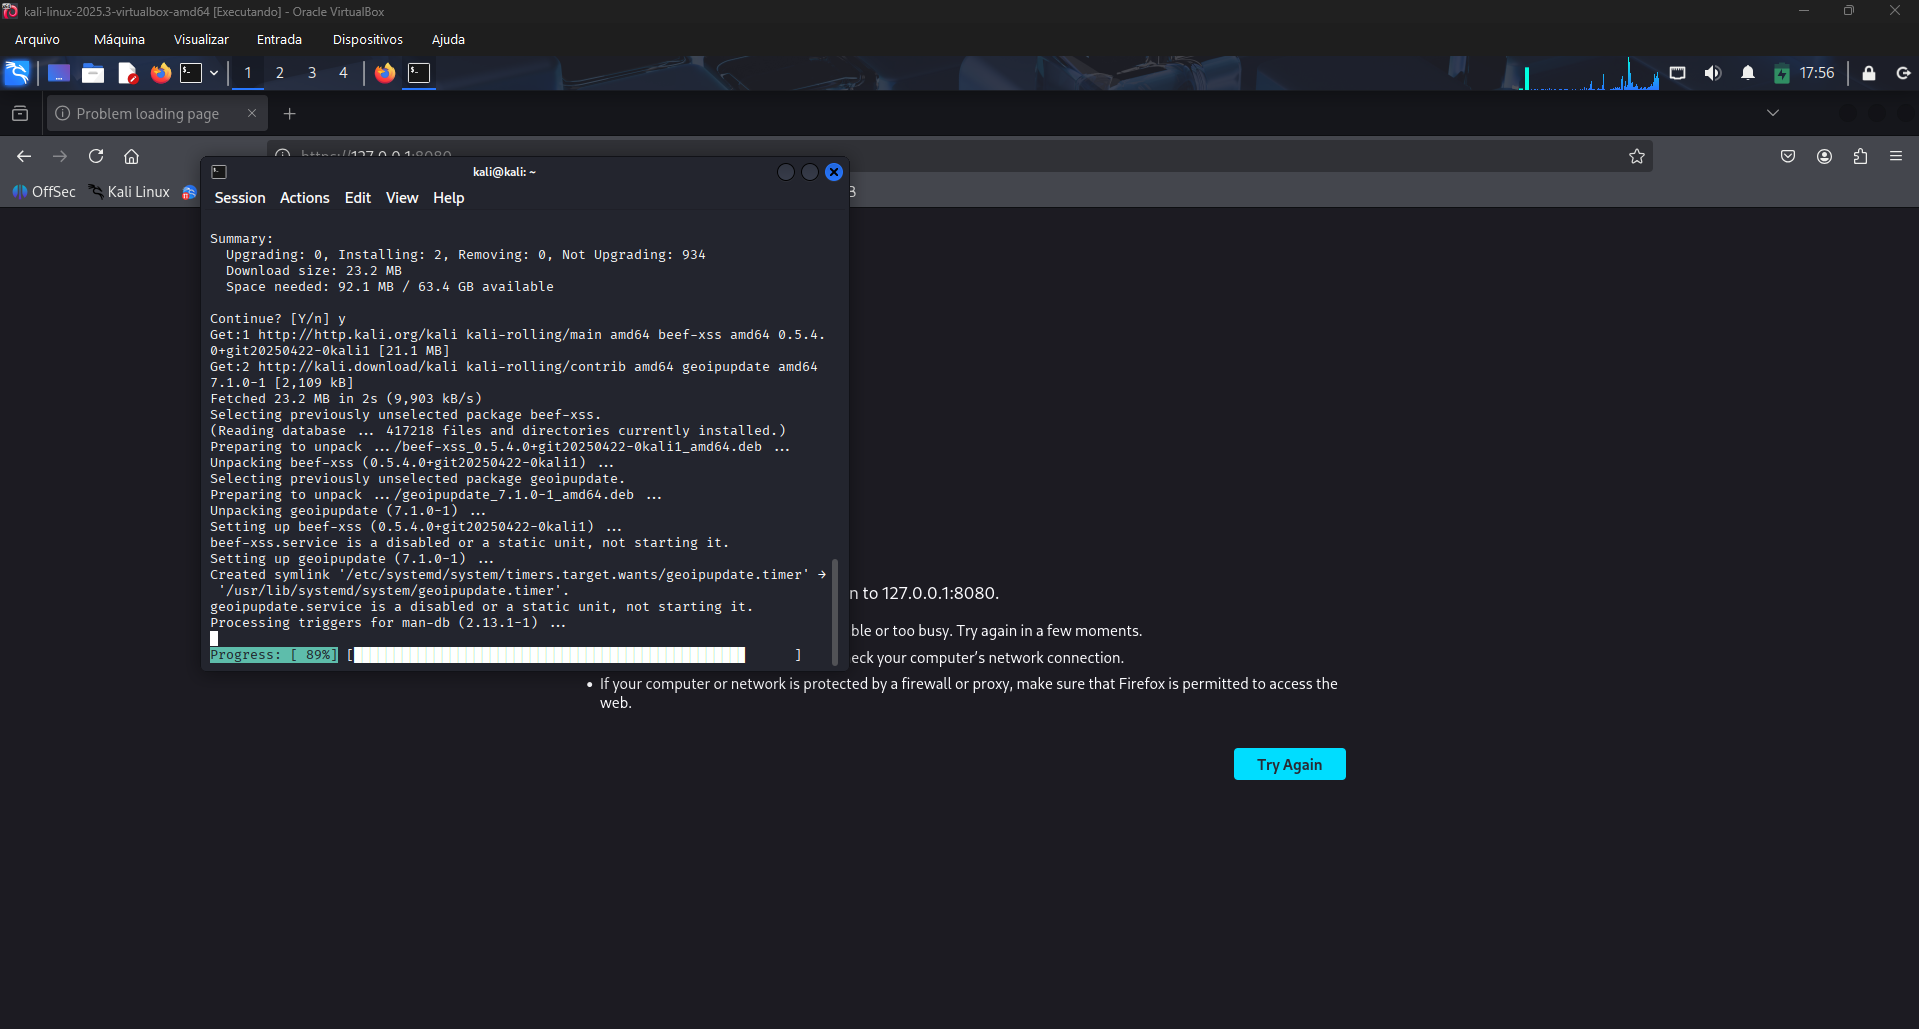 kali-linux-2025.3-virtualbox-amd64 [Executando] - Oracle VirtualBox
Arquivo Máquina Visualizar Entrada Dispositivos Ajuda
1 2 3 4 17:56
Problem loading page
https://127.0.0.1:8080
kali@kali: ~
OffSec Kali Linux
Session Actions Edit View Help
Summary:
Upgrading: 0, Installing: 2, Removing: 0, Not Upgrading: 934
Download size: 23.2 MB
Space needed: 92.1 MB / 63.4 GB available
Continue? [Y/n] y
Get:1 http://http.kali.org/kali kali-rolling/main amd64 beef-xss amd64 0.5.4.
0+git20250422-0kali1 [21.1 MB]
Get:2 http://kali.download/kali kali-rolling/contrib amd64 geoipupdate amd64
7.1.0-1 [2,109 kB]
Fetched 23.2 MB in 2s (9,903 kB/s)
Selecting previously unselected package beef-xss.
(Reading database ... 417218 files and directories currently installed.)
Preparing to unpack .../beef-xss_0.5.4.0+git20250422-0kali1_amd64.deb ...
Unpacking beef-xss (0.5.4.0+git20250422-0kali1) ...
Selecting previously unselected package geoipupdate.
Preparing to unpack .../geoipupdate_7.1.0-1_amd64.deb ...
Unpacking geoipupdate (7.1.0-1) ...
Setting up beef-xss (0.5.4.0+git20250422-0kali1) ...
beef-xss.service is a disabled or a static unit, not starting it.
Setting up geoipupdate (7.1.0-1) ...
Created symlink '/etc/systemd/system/timers.target.wants/geoipupdate.timer' →
'/usr/lib/systemd/system/geoipupdate.timer'.
geoipupdate.service is a disabled or a static unit, not starting it.
Processing triggers for man-db (2.13.1-1) ...
Progress: [ 89%] [ ]
n to 127.0.0.1:8080.
ble or too busy. Try again in a few moments.
eck your computer’s network connection.
• If your computer or network is protected by a firewall or proxy, make sure that Firefox is permitted to access the
web.
Try Again